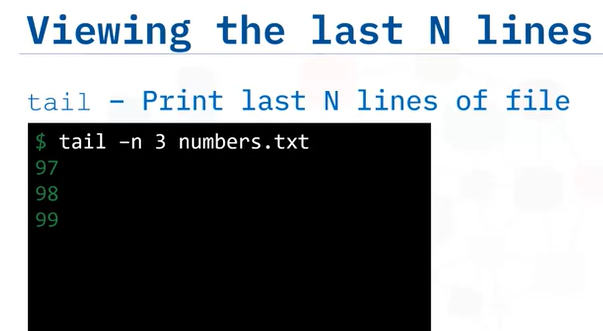 Viewing the last N lines
tail – Print last N lines of file
$ tail –n 3 numbers.txt
97
98
99